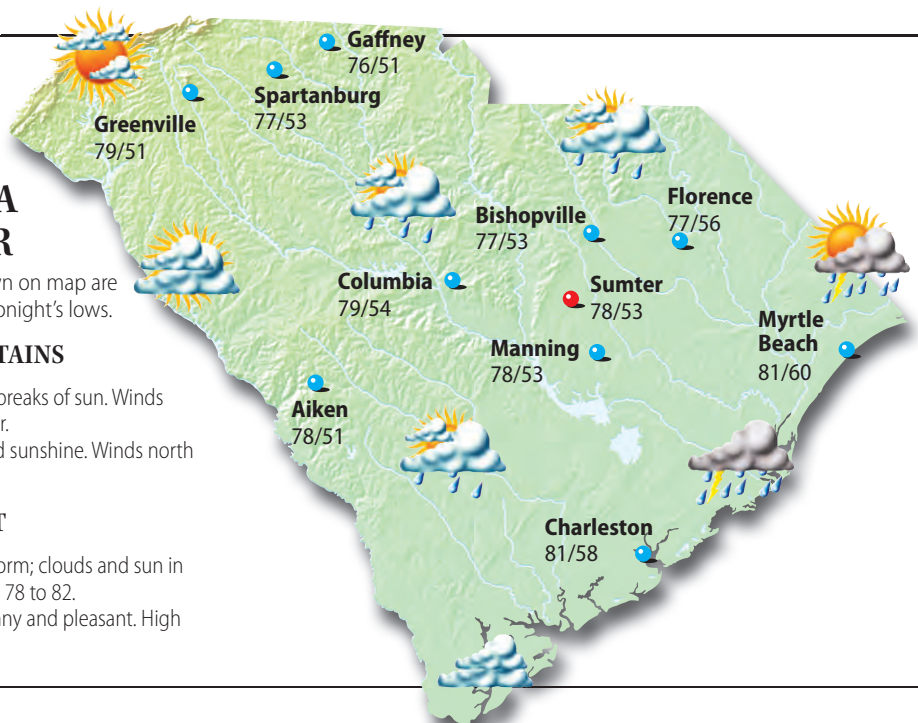 A
R
wn on map are
onight's lows.
TAINS
breaks of sun. Winds
r.
d sunshine. Winds north
T
orm; clouds and sun in
78 to 82.
ny and pleasant. High
Gaffney
76/51
Spartanburg
77/53
Greenville
79/51
Florence
77/56
Bishopville
77/53
Columbia
79/54
Sumter
78/53
Myrtle
Beach
81/60
Manning
78/53
Aiken
78/51
Charleston
81/58